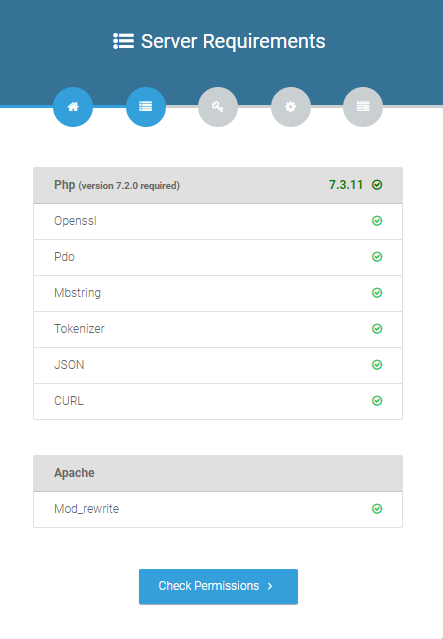 Server Requirements
Php (version 7.2.0 required) 7.3.11
Openssl
Pdo
Mbstring
Tokenizer
JSON
CURL
Apache
Mod_rewrite
Check Permissions